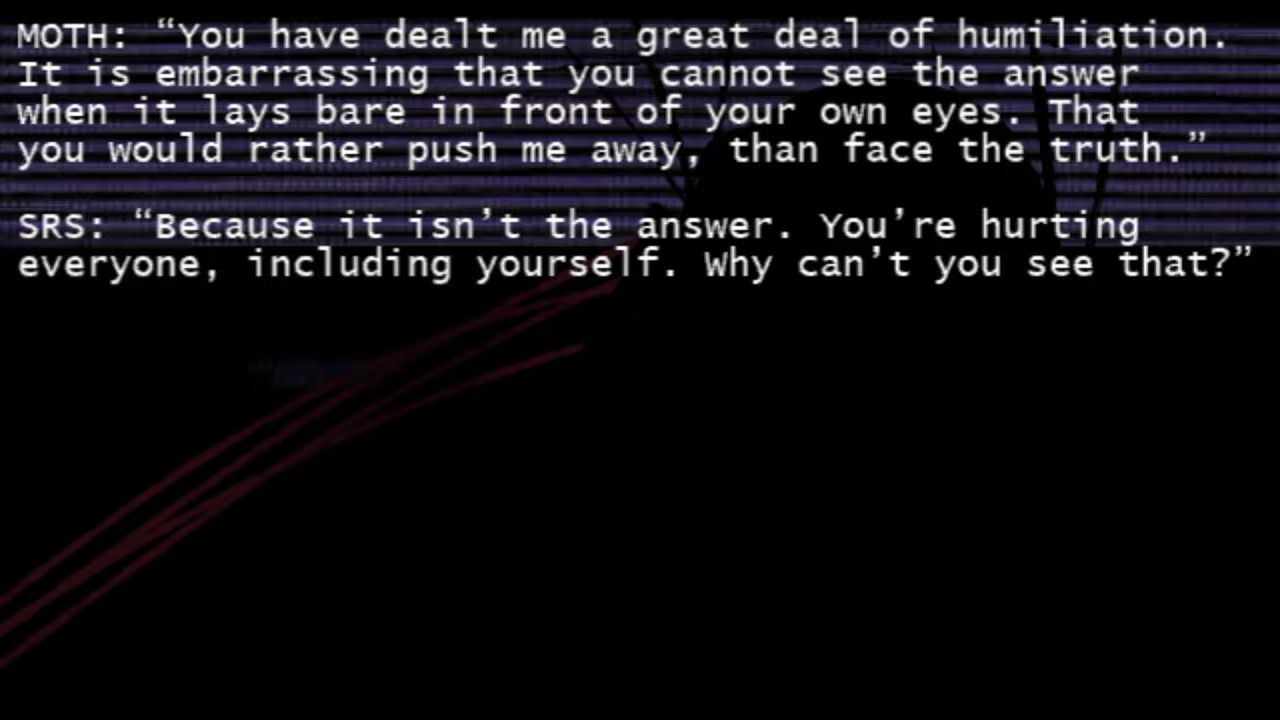 MOTH: “You have dealt me a great deal of humiliation.
It is embarrassing that you cannot see the answer
when it lays bare in front of your own eyes. That
you would rather push me away, than face the truth.”
SRS: “Because it isn’t the answer. You’re hurting
everyone, including yourself. Why can’t you see that?”